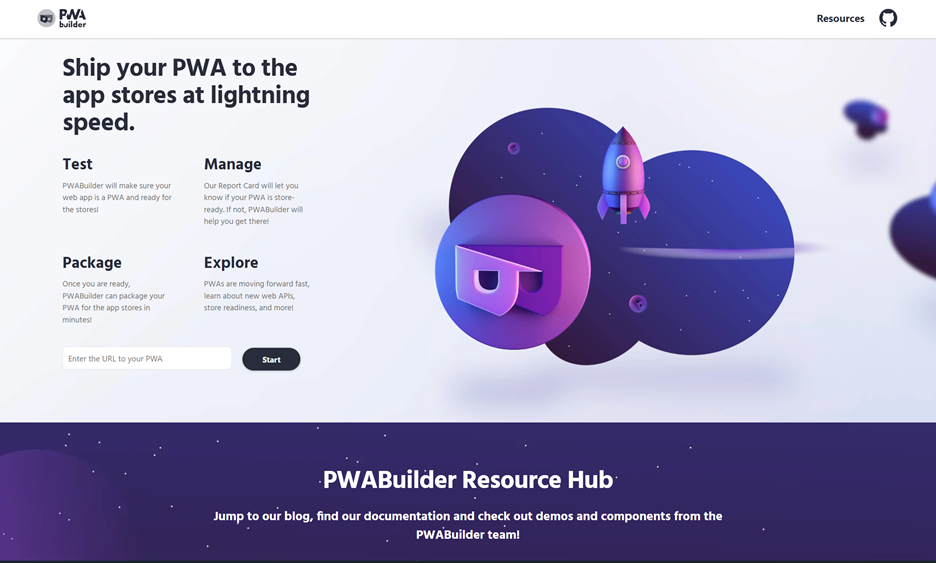 PWA
builder
Resources
Ship your PWA to the
app stores at lightning
speed.
Test
PWABuilder will make sure your
web app is a PWA and ready for
the stores!
Manage
Our Report Card will let you
know if your PWA is store-
ready. If not, PWABuilder will
help you get there!
Package
Once you are ready,
PWABuilder can package your
PWA for the app stores in
minutes!
Explore
PWAs are moving forward fast,
learn about new web APIs,
store readiness, and more!
Enter the URL to your PWA
Start
PWABuilder Resource Hub
Jump to our blog, find our documentation and check out demos and components from the
PWABuilder team!